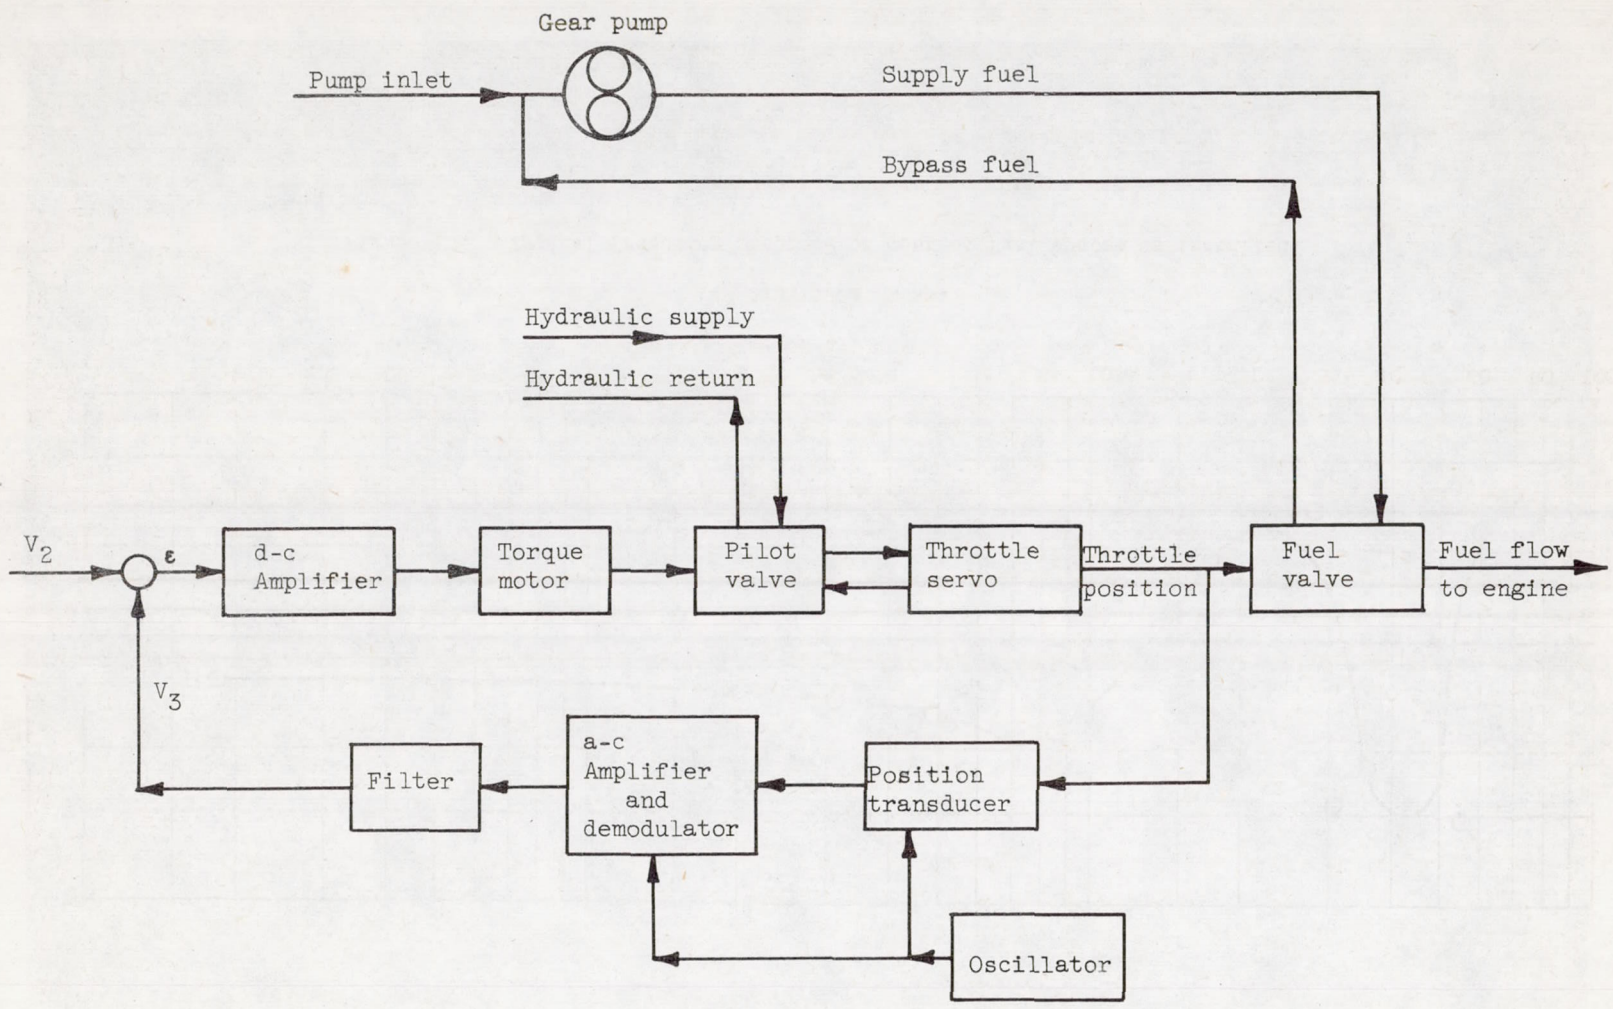 Gear pump
Pump inlet
Supply fuel
Bypass fuel
Hydraulic supply
Hydraulic return
V2
ε
d-c
Amplifier
Torque
motor
Pilot
valve
Throttle
servo
Throttle
position
Fuel
valve
Fuel flow
to engine
V3
Filter
a-c
Amplifier
and
demodulator
Position
transducer
Oscillator